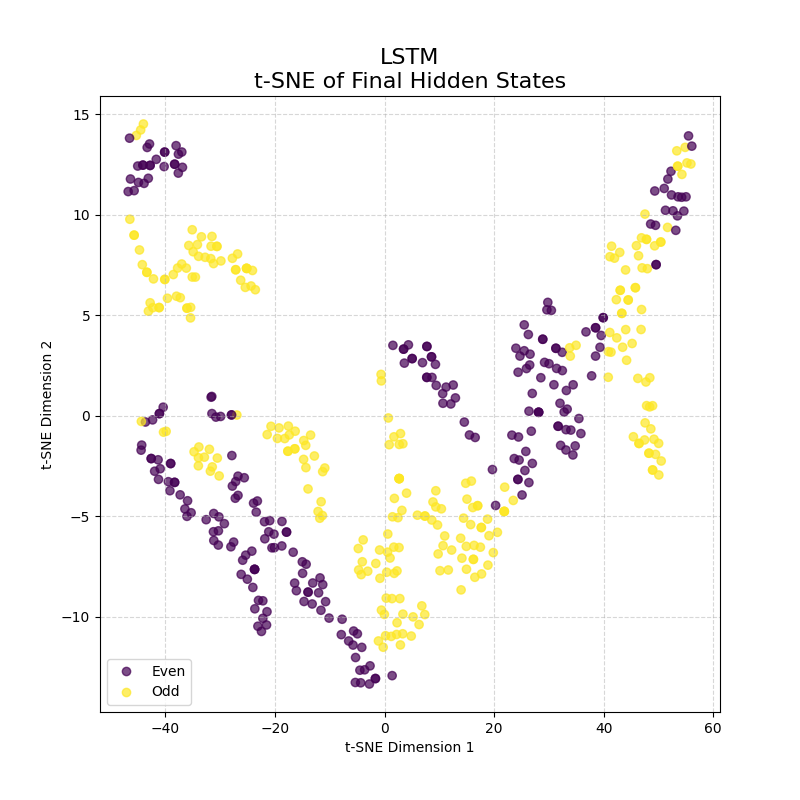 LSTM
t-SNE of Final Hidden States
15
10
5
0
−5
−10
t-SNE Dimension 2
Even
Odd
−40
−20
0
20
40
60
t-SNE Dimension 1